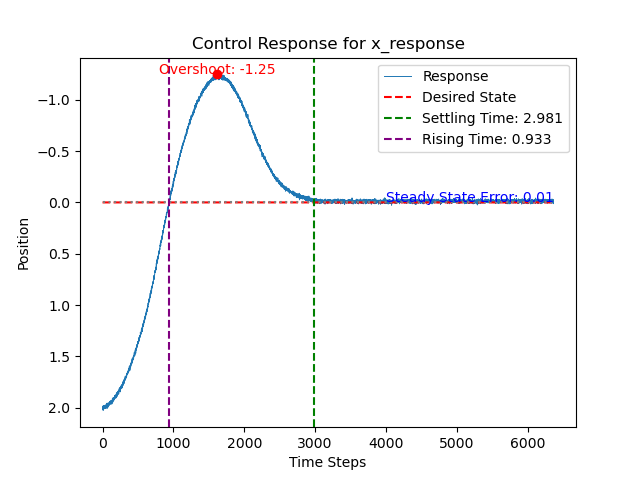 Control Response for x_response
Overshoot: -1.25
Response
Desired State
Settling Time: 2.981
Rising Time: 0.933
Steady State Error: 0.01
Position
−1.0
−0.5
0.0
0.5
1.0
1.5
2.0
0 1000 2000 3000 4000 5000 6000
Time Steps